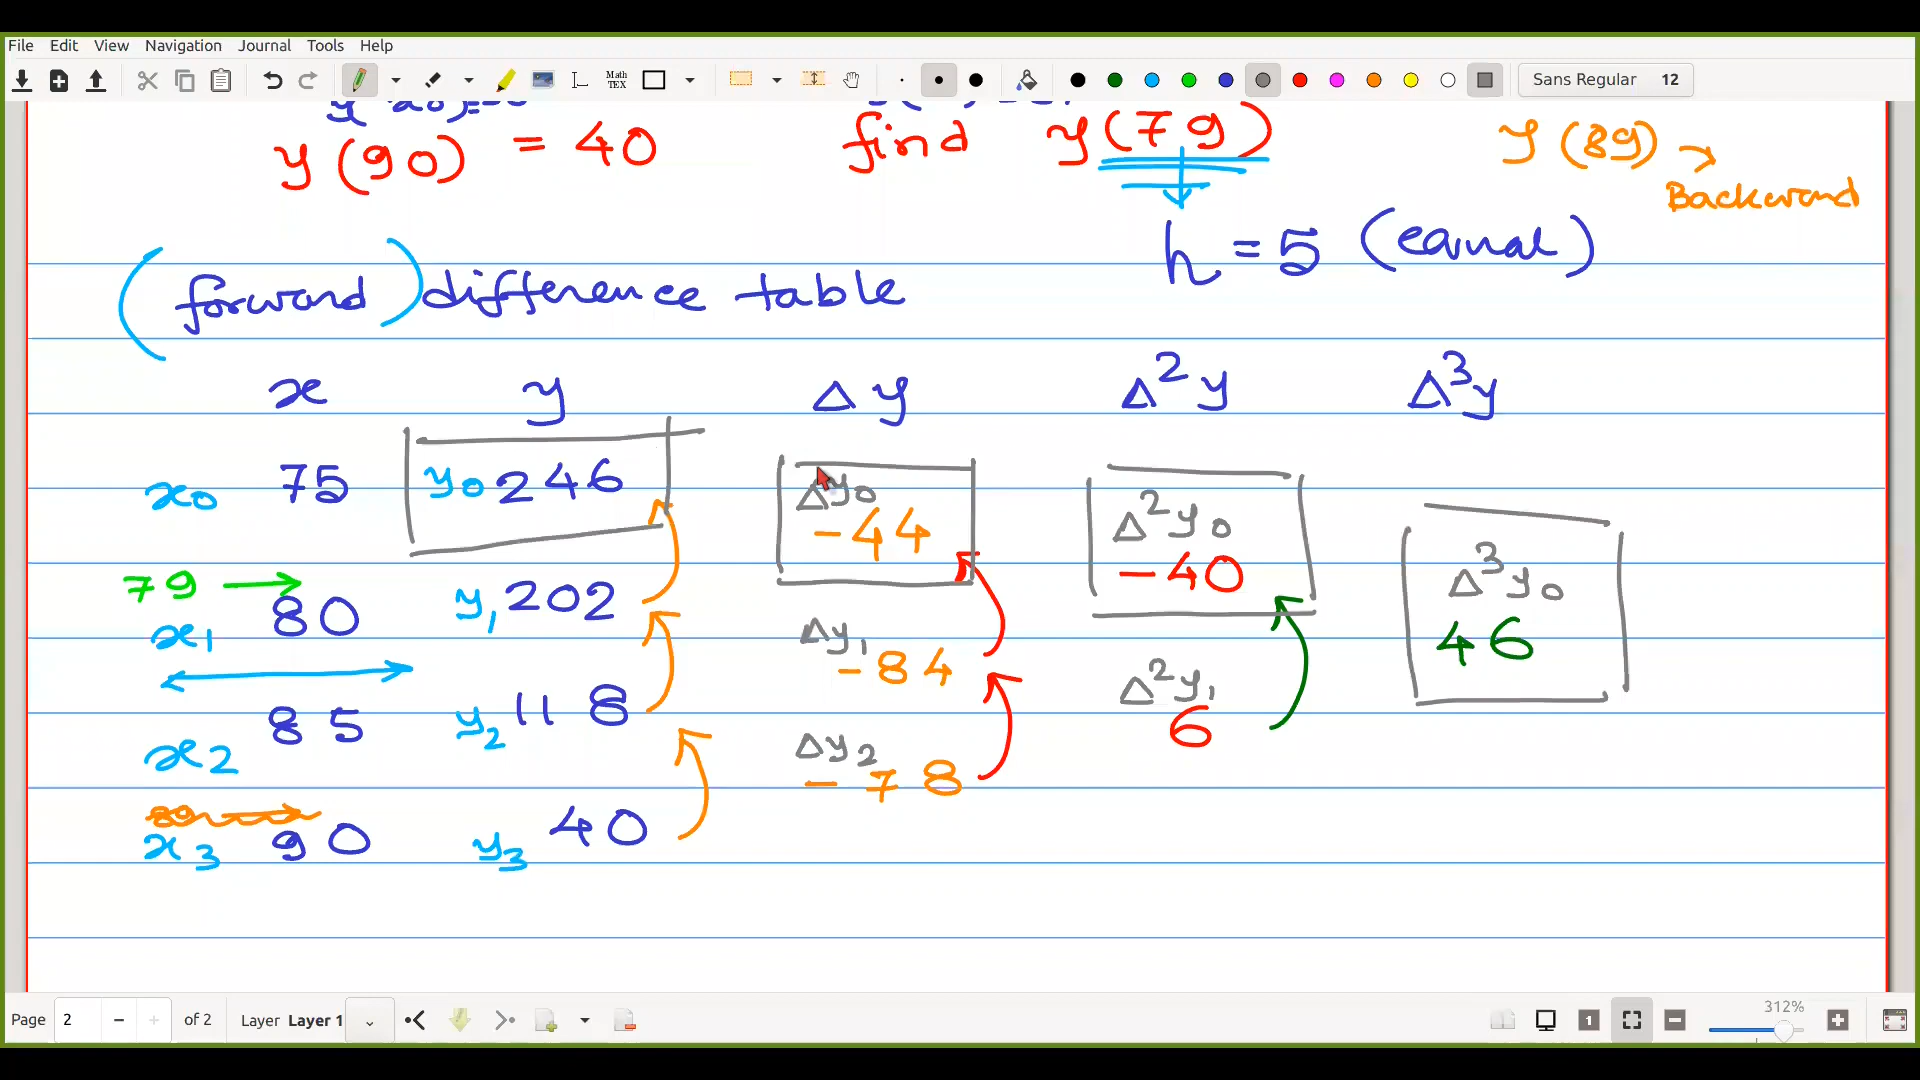 File Edit View Navigation Journal Tools Help
Math TEX Sans Regular 12
y(90) = 40 find y(79) y(89) → Backward
h = 5 (equal)
(forward) difference table
x y Δy Δ²y Δ³y
x0 75 y0 246 Δy0 -44 Δ²y0 -40 Δ³y0 46
79 →
x1 80 y1 202 Δy1 -84 Δ²y1 6
x2 85 y2 118 Δy2 -78
x3 90 y3 40
Page 2 of 2 Layer Layer 1 1 312%